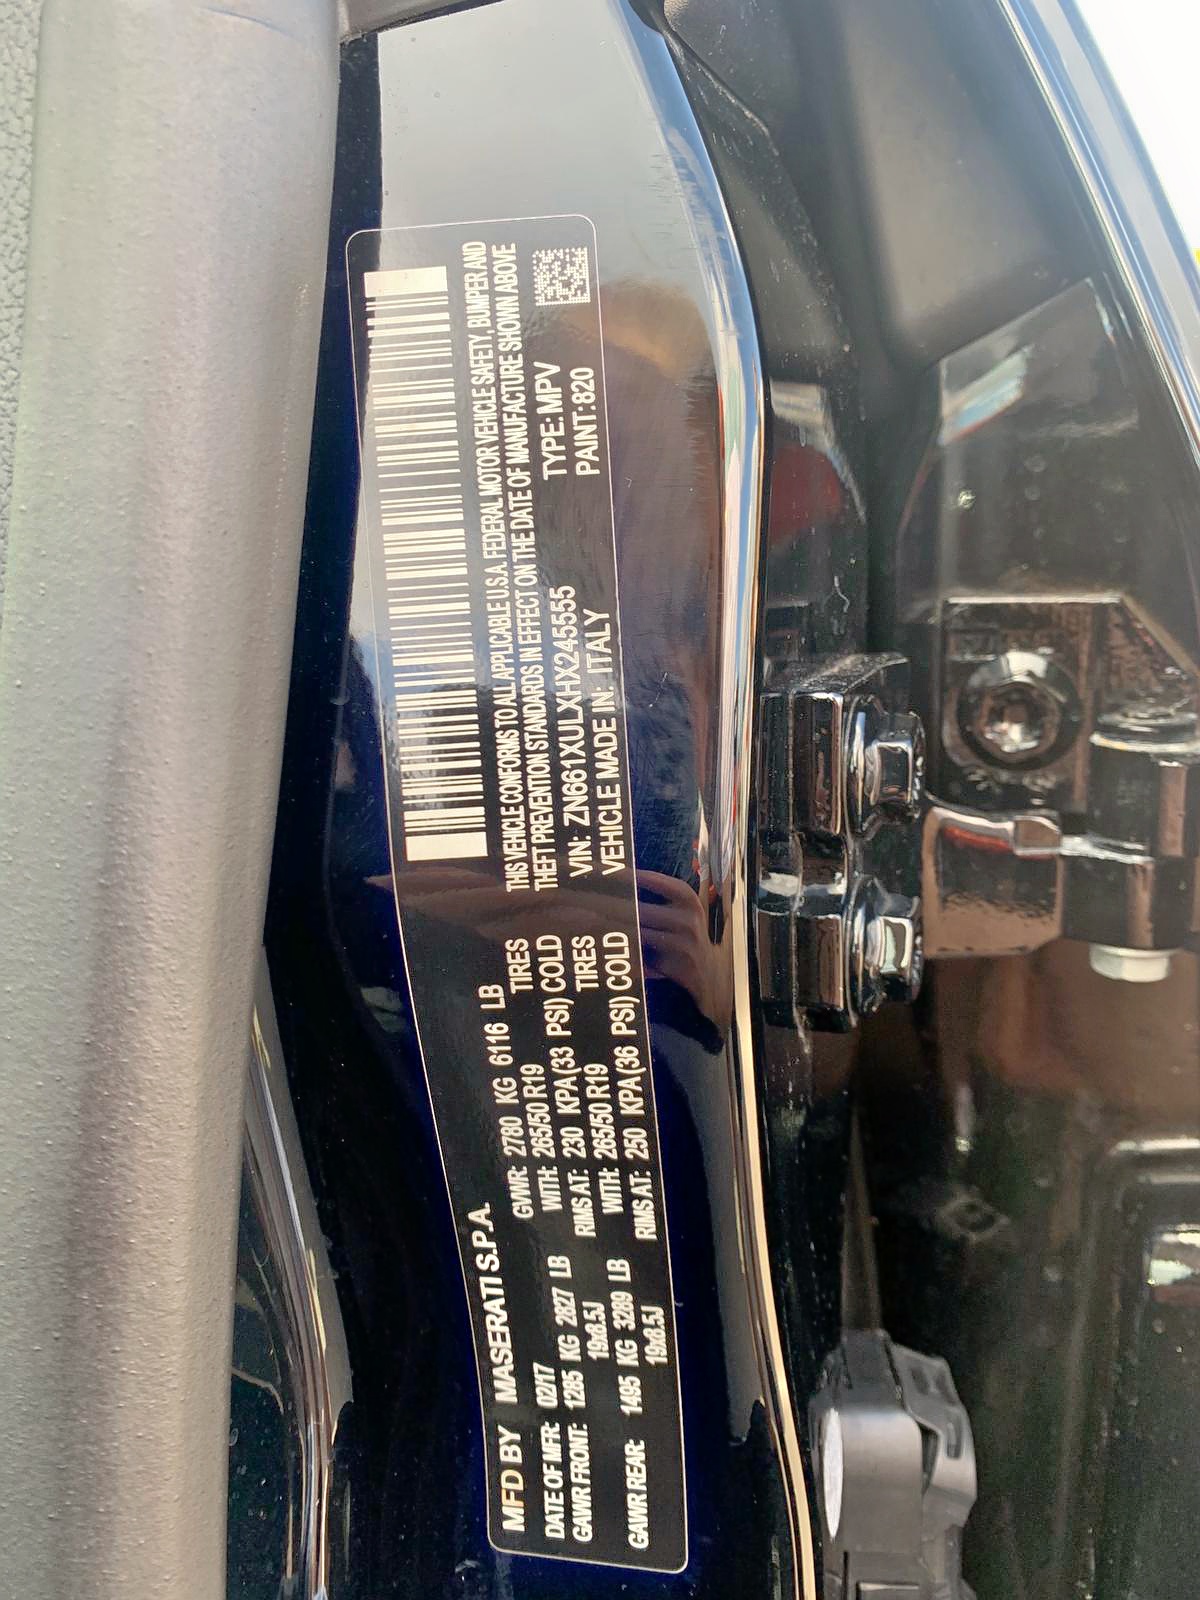 MFD BY MASERATI S.P.A.
DATE OF MFR: 02/17 GVWR: 2780 KG 6116 LB
GAWR FRONT: 1285 KG 2827 LB WITH: 265/50 R19 TIRES
19x8.5J RIMS AT: 230 KPA(33 PSI) COLD
GAWR REAR: 1495 KG 3289 LB WITH: 265/50 R19 TIRES
19x8.5J RIMS AT: 250 KPA(36 PSI) COLD
THIS VEHICLE CONFORMS TO ALL APPLICABLE U.S.A. FEDERAL MOTOR VEHICLE SAFETY, BUMPER AND
THEFT PREVENTION STANDARDS IN EFFECT ON THE DATE OF MANUFACTURE SHOWN ABOVE
VIN: ZN661XULXHX245555 TYPE: MPV
VEHICLE MADE IN: ITALY PAINT:820